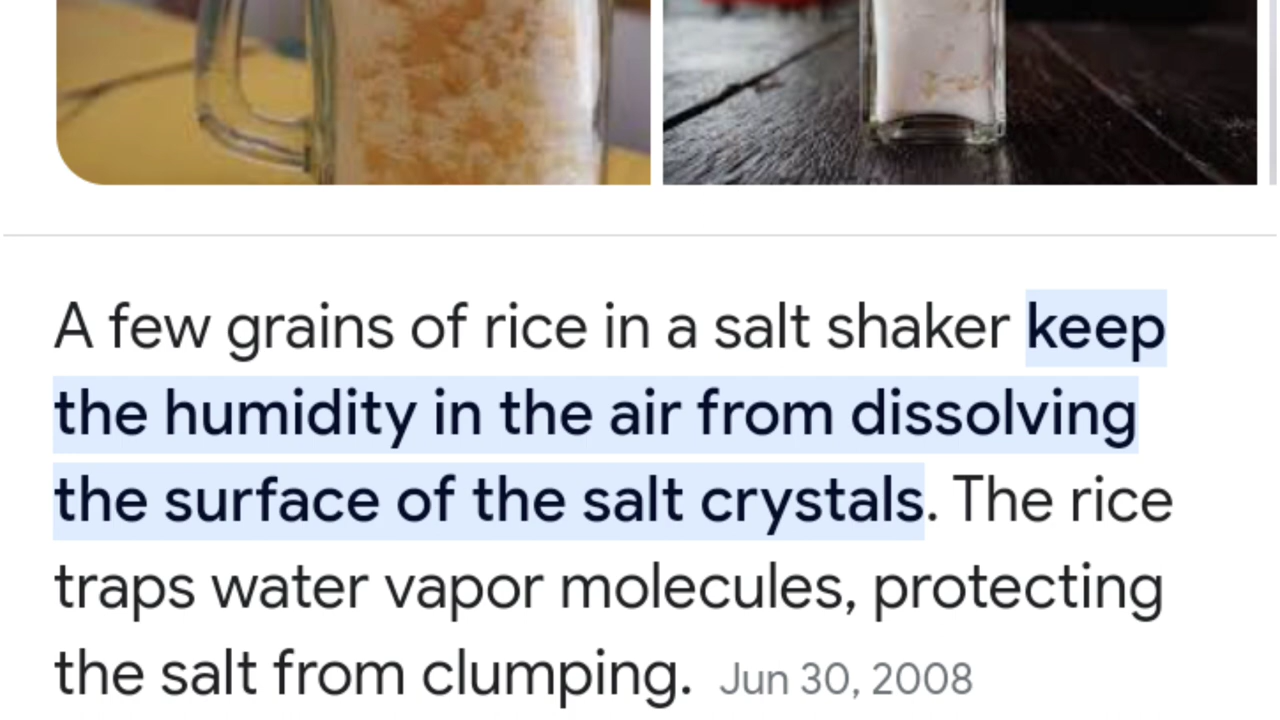 A few grains of rice in a salt shaker keep
the humidity in the air from dissolving
the surface of the salt crystals. The rice
traps water vapor molecules, protecting
the salt from clumping. Jun 30, 2008